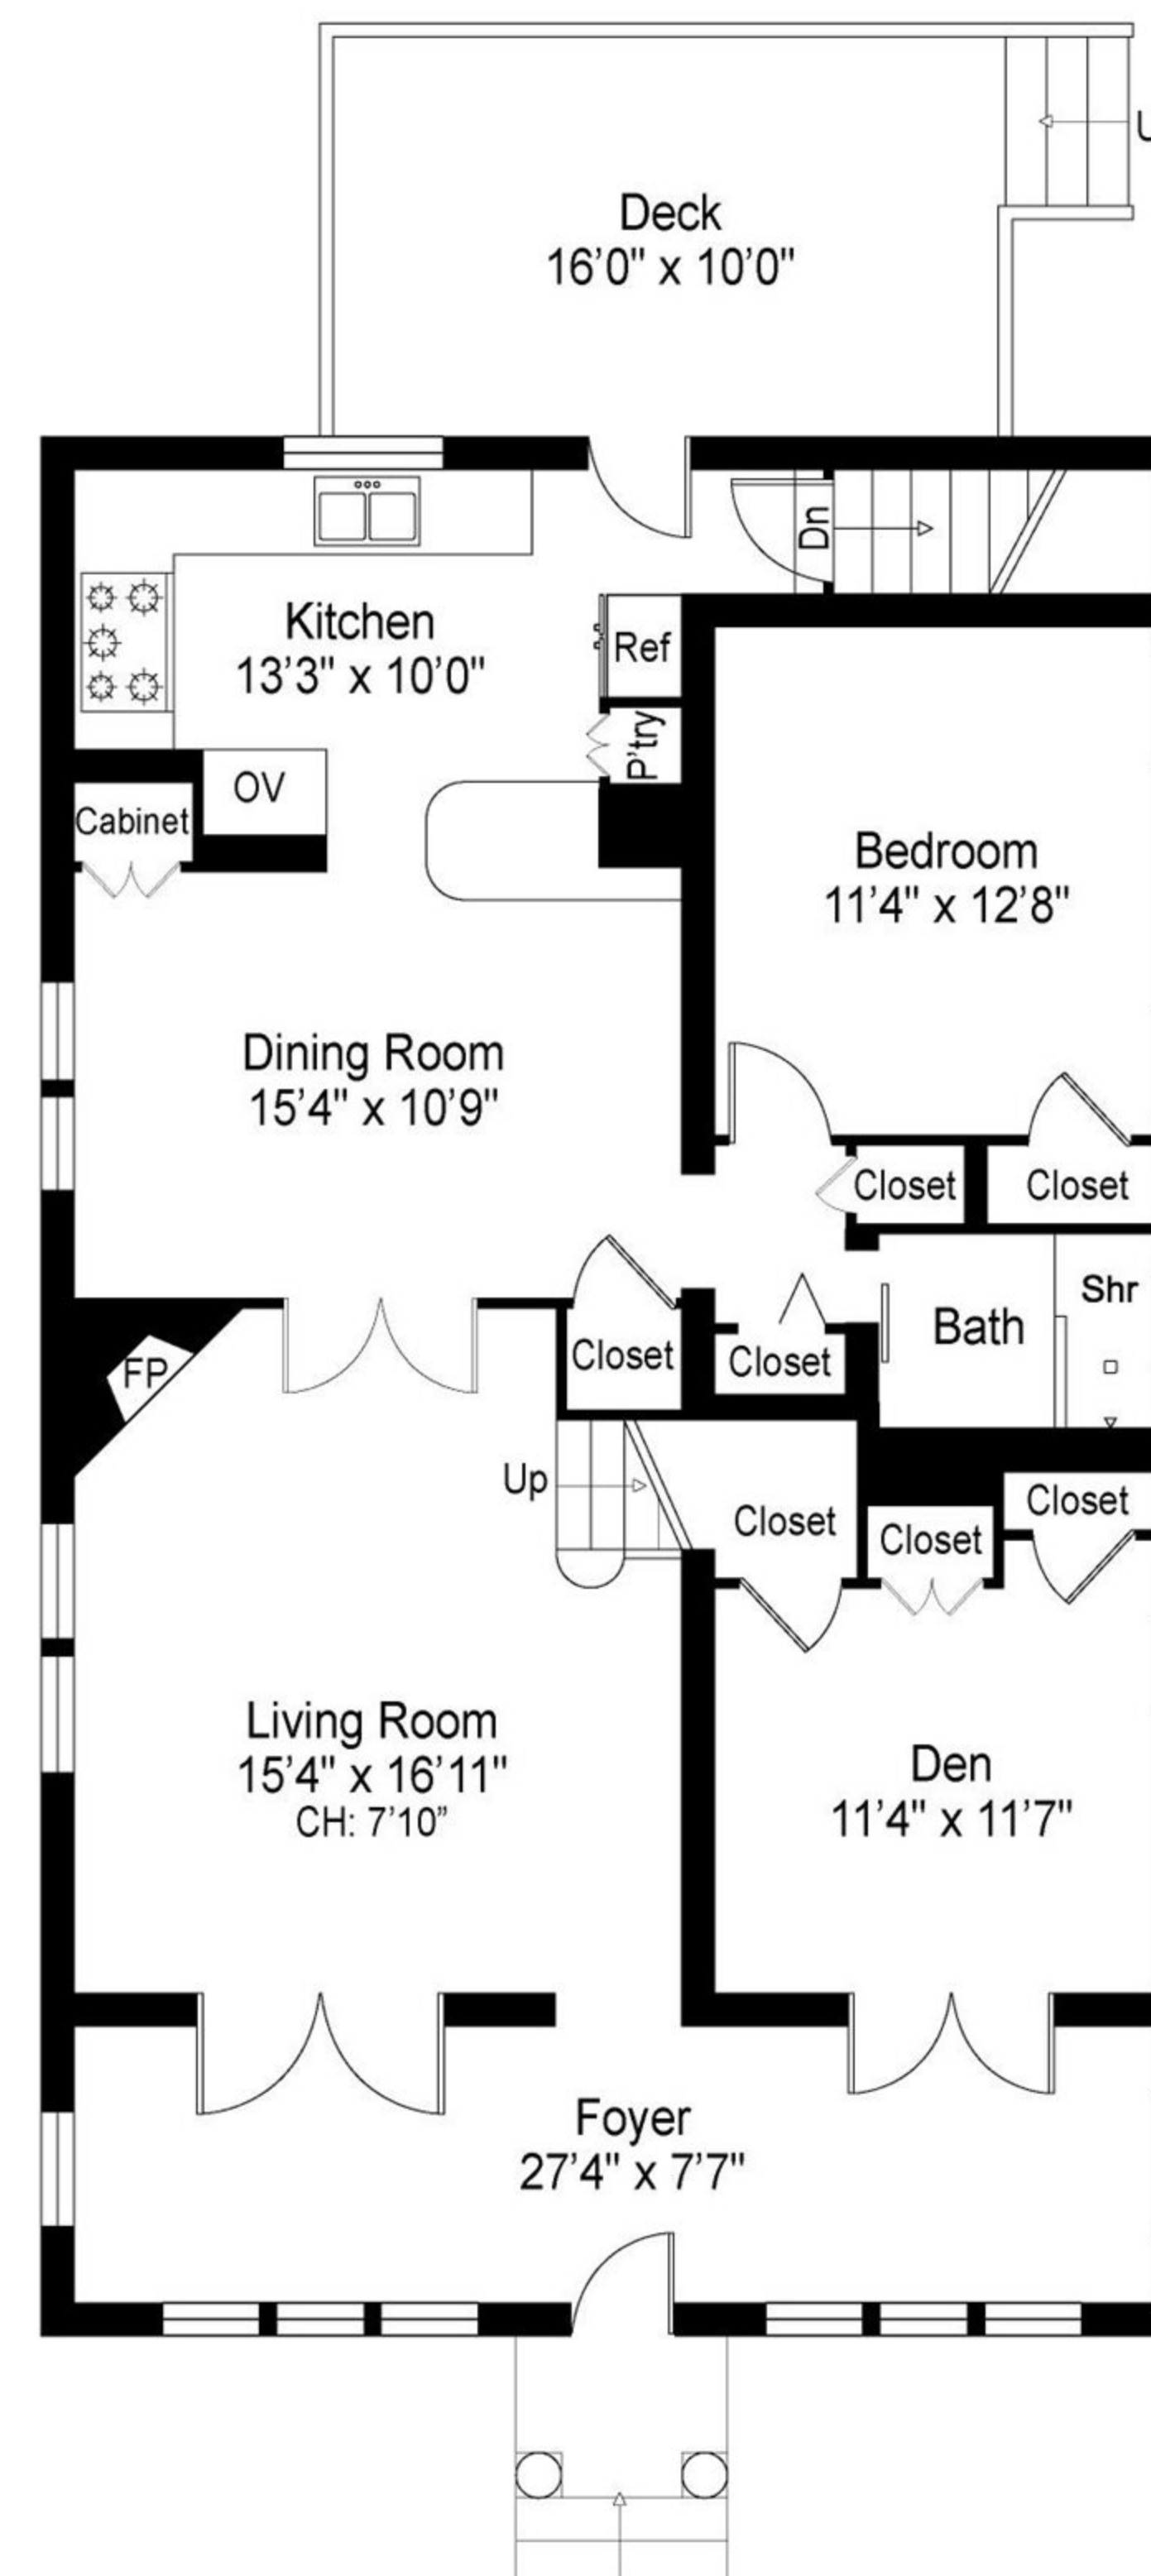 Deck
16'0" x 10'0"
Dn
Kitchen
13'3" x 10'0"
Ref
P'try
OV
Cabinet
Bedroom
11'4" x 12'8"
Dining Room
15'4" x 10'9"
Closet
Closet
Shr
Bath
FP
Closet
Closet
Up
Closet
Closet
Closet
Living Room
15'4" x 16'11"
CH: 7'10”
Den
11'4" x 11'7"
Foyer
27'4" x 7'7"